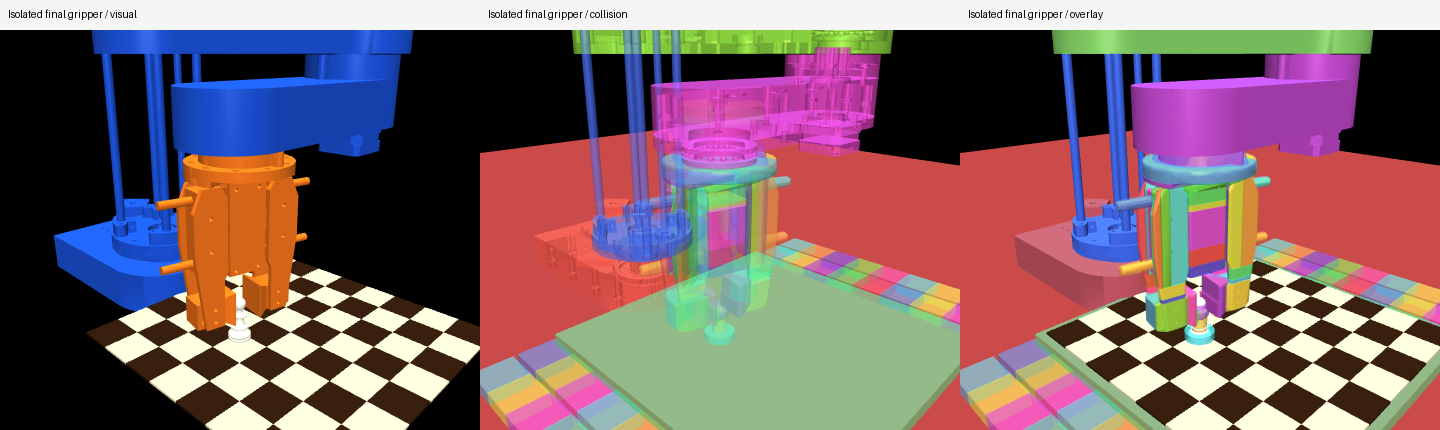 Isolated final gripper / visual
Isolated final gripper / collision
Isolated final gripper / overlay